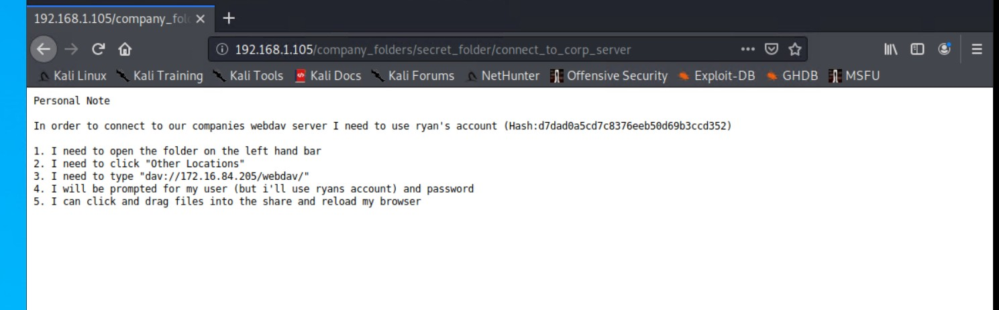 192.168.1.105/company_fol
192.168.1.105/company_folders/secret_folder/connect_to_corp_server
Kali Linux Kali Training Kali Tools Kali Docs Kali Forums NetHunter Offensive Security Exploit-DB GHDB MSFU
Personal Note
In order to connect to our companies webdav server I need to use ryan's account (Hash:d7dad0a5cd7c8376eeb50d69b3ccd352)
1. I need to open the folder on the left hand bar
2. I need to click "Other Locations"
3. I need to type "dav://172.16.84.205/webdav/"
4. I will be prompted for my user (but i'll use ryans account) and password
5. I can click and drag files into the share and reload my browser